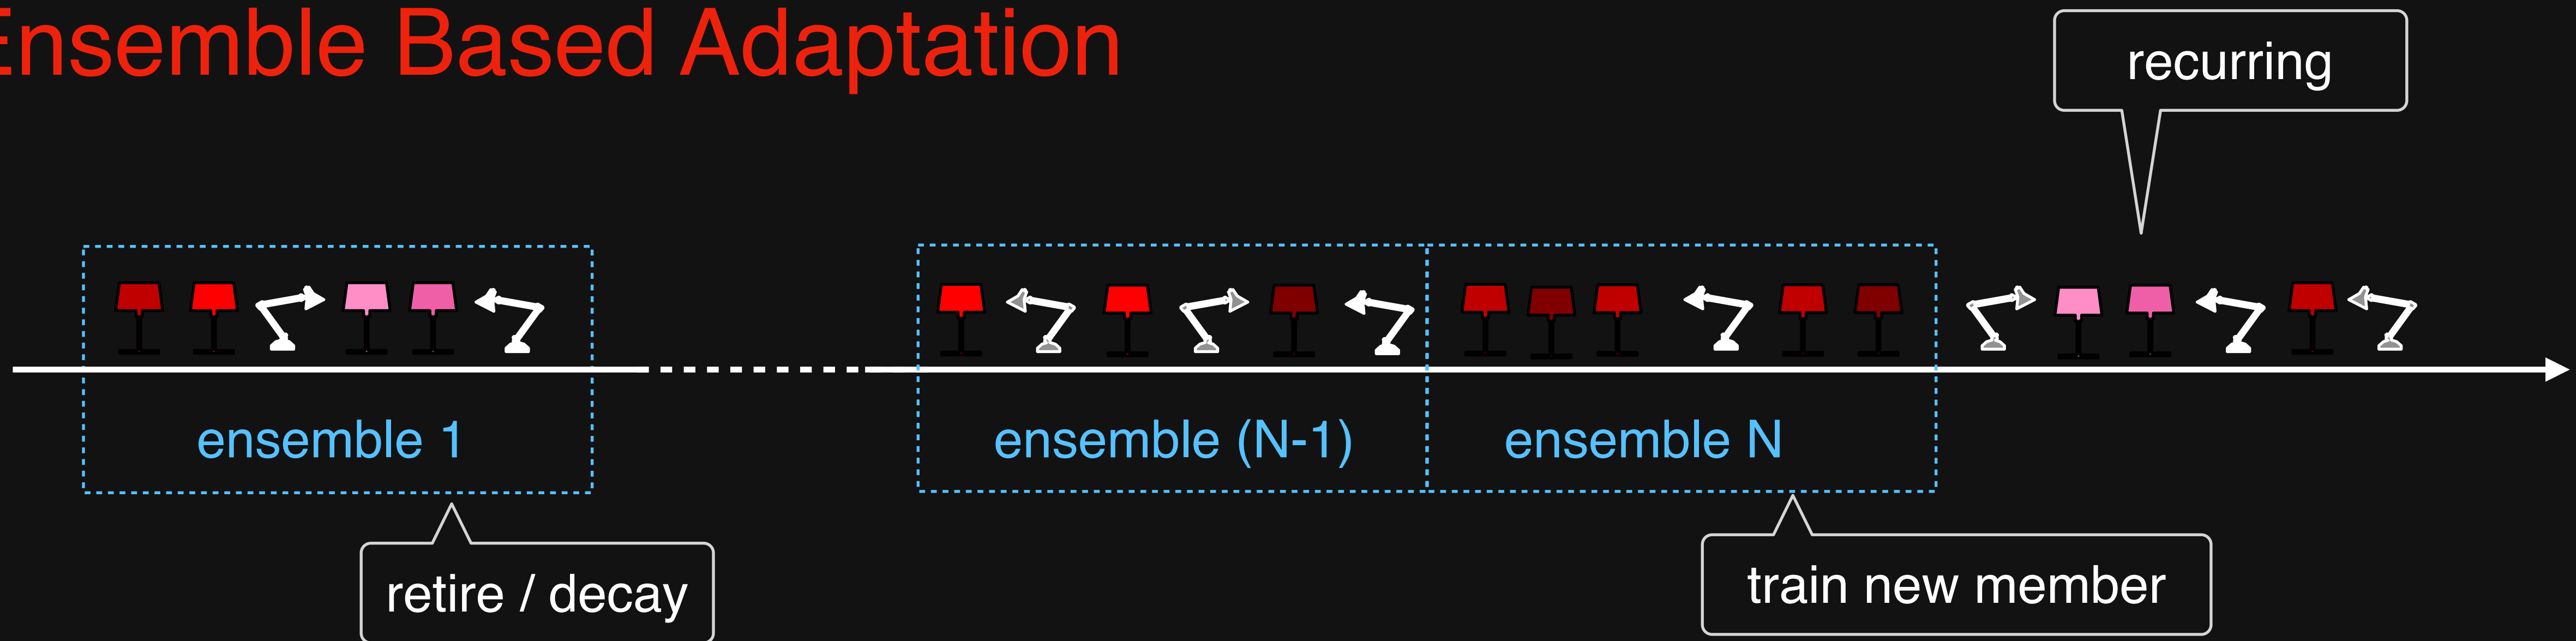 Ensemble Based Adaptation
recurring
ensemble 1
ensemble (N-1)
ensemble N
retire / decay
train new member